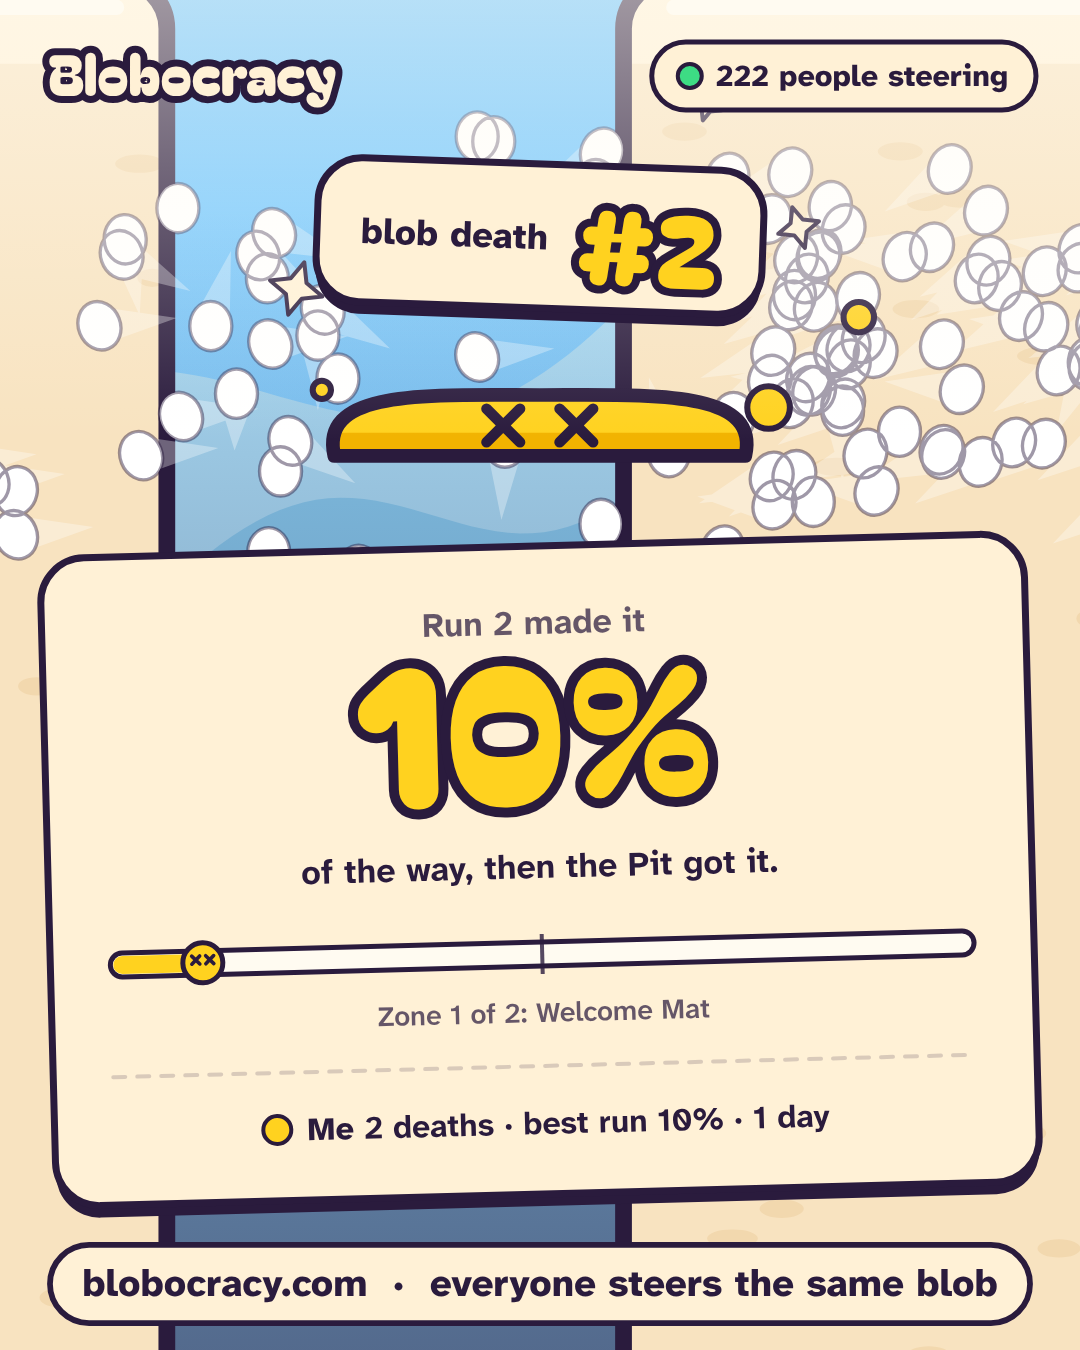 Blobocracy
222 people steering
blob death #2
Run 2 made it
10%
of the way, then the Pit got it.
Zone 1 of 2: Welcome Mat
Me 2 deaths · best run 10% · 1 day
blobocracy.com · everyone steers the same blob